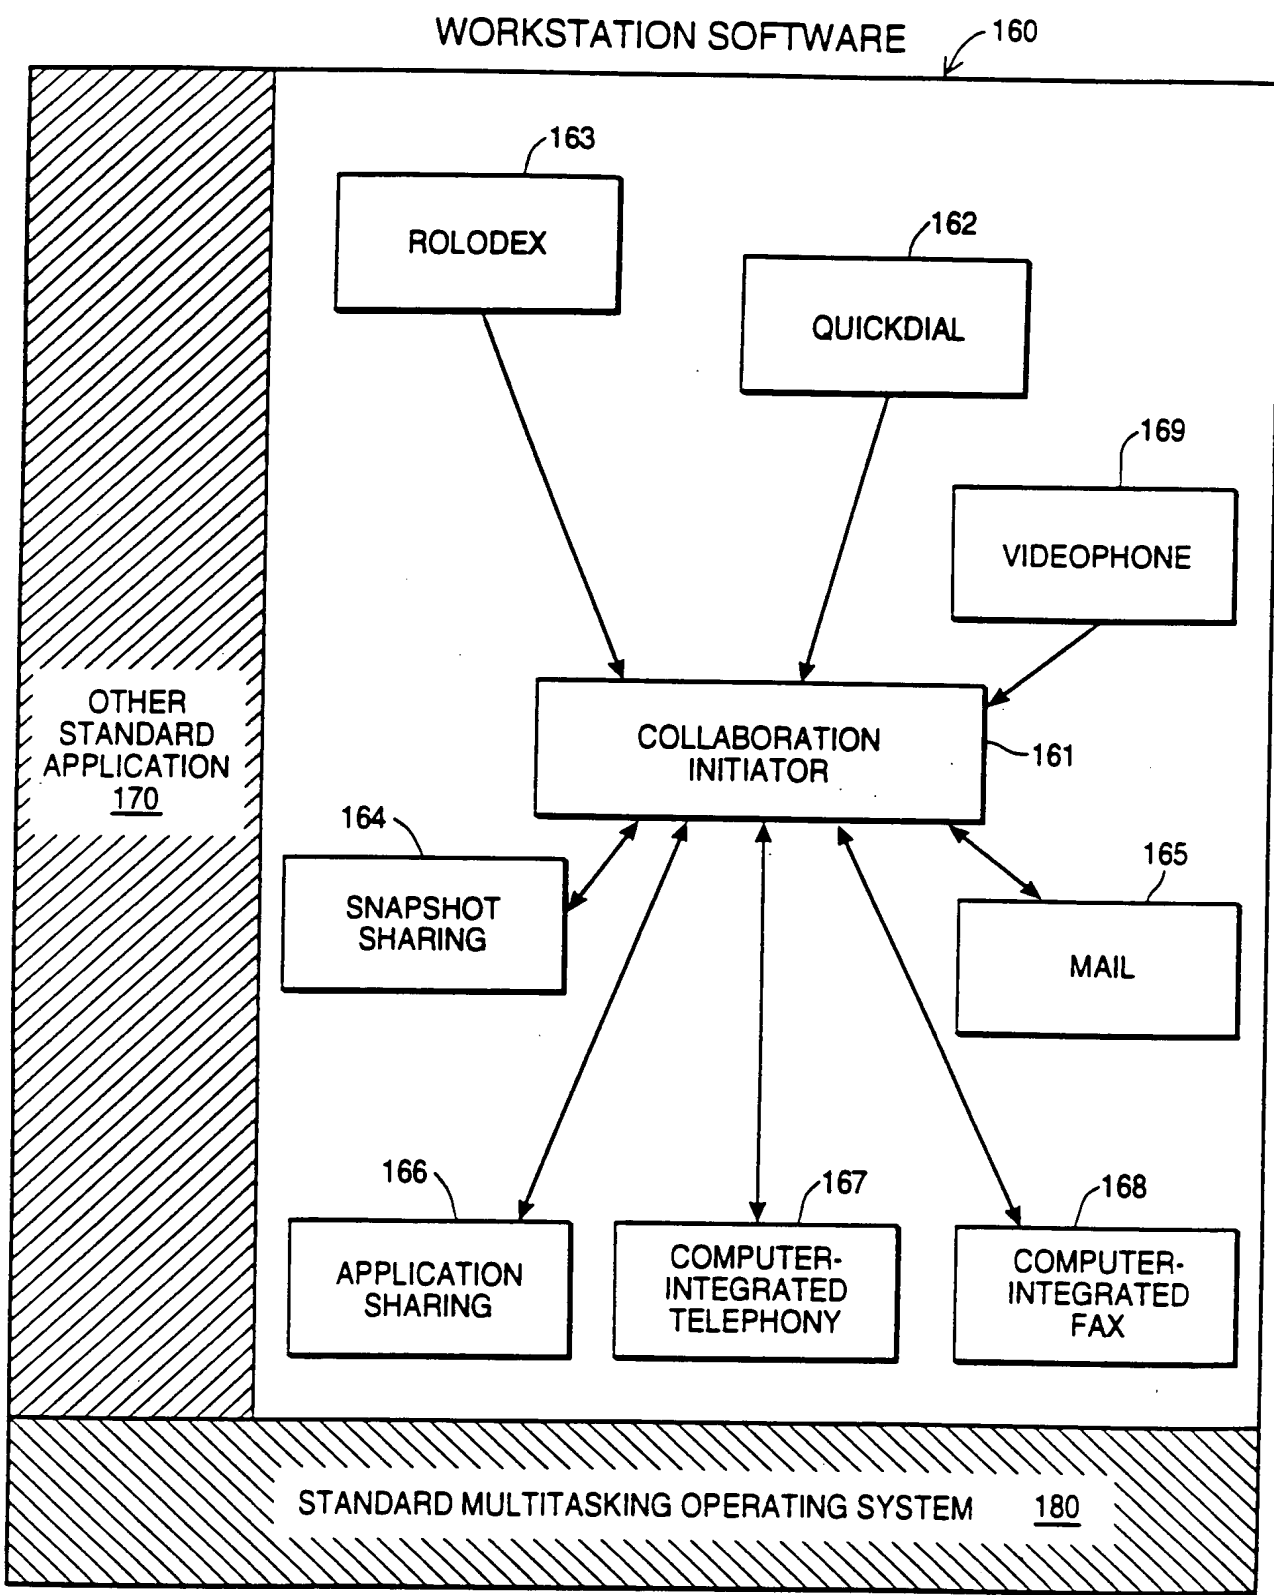 WORKSTATION SOFTWARE
160
163
ROLODEX
162
QUICKDIAL
169
VIDEOPHONE
OTHER
STANDARD
APPLICATION
170
COLLABORATION
INITIATOR
161
164
SNAPSHOT
SHARING
165
MAIL
166
APPLICATION
SHARING
167
COMPUTER-
INTEGRATED
TELEPHONY
168
COMPUTER-
INTEGRATED
FAX
STANDARD MULTITASKING OPERATING SYSTEM 180